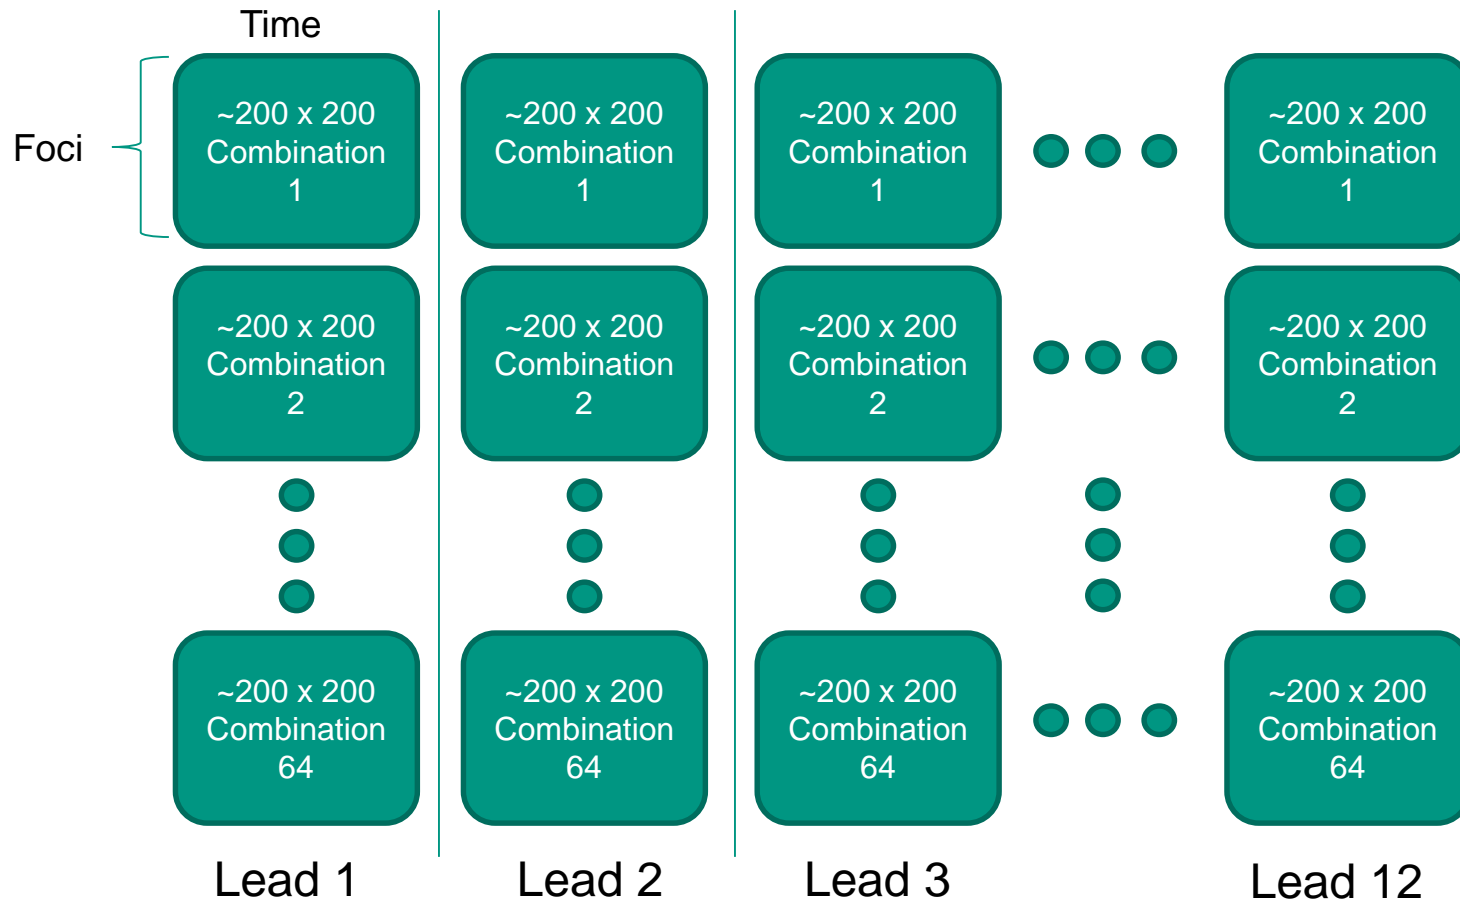 Time
Foci
~200 x 200
Combination
1
~200 x 200
Combination
1
~200 x 200
Combination
1
~200 x 200
Combination
1
~200 x 200
Combination
2
~200 x 200
Combination
2
~200 x 200
Combination
2
~200 x 200
Combination
2
~200 x 200
Combination
64
~200 x 200
Combination
64
~200 x 200
Combination
64
~200 x 200
Combination
64
Lead 1
Lead 2
Lead 3
Lead 12